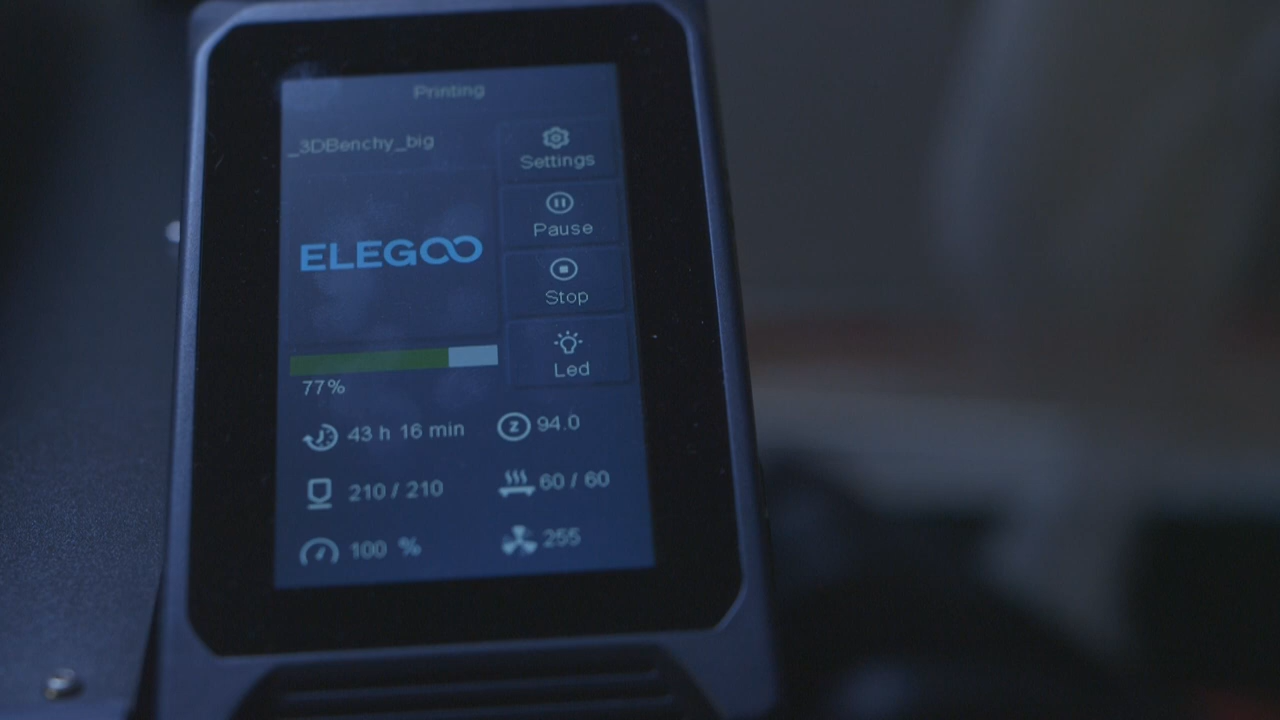 Printing
_3DBenchy_big
Settings
Pause
ELEGOO
Stop
Led
77%
43 h 16 min
Z 94.0
210 / 210
60 / 60
100 %
255